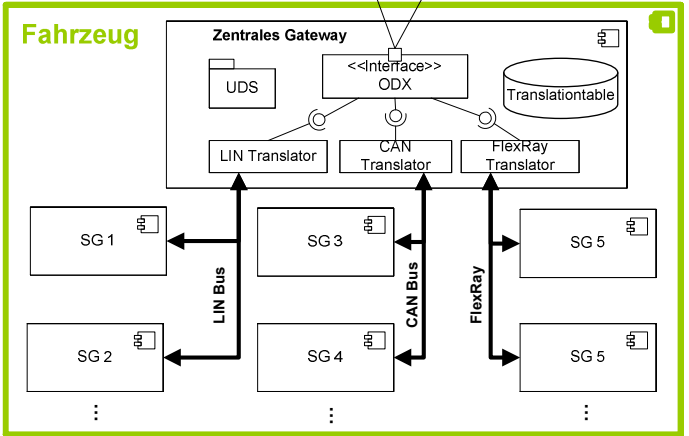 Fahrzeug
Zentrales Gateway
<<Interface>>
ODX
UDS
Translationtable
LIN Translator
CAN
Translator
FlexRay
Translator
SG 1
SG 3
SG 5
LIN Bus
CAN Bus
FlexRay
SG 2
SG 4
SG 5
...
...
...